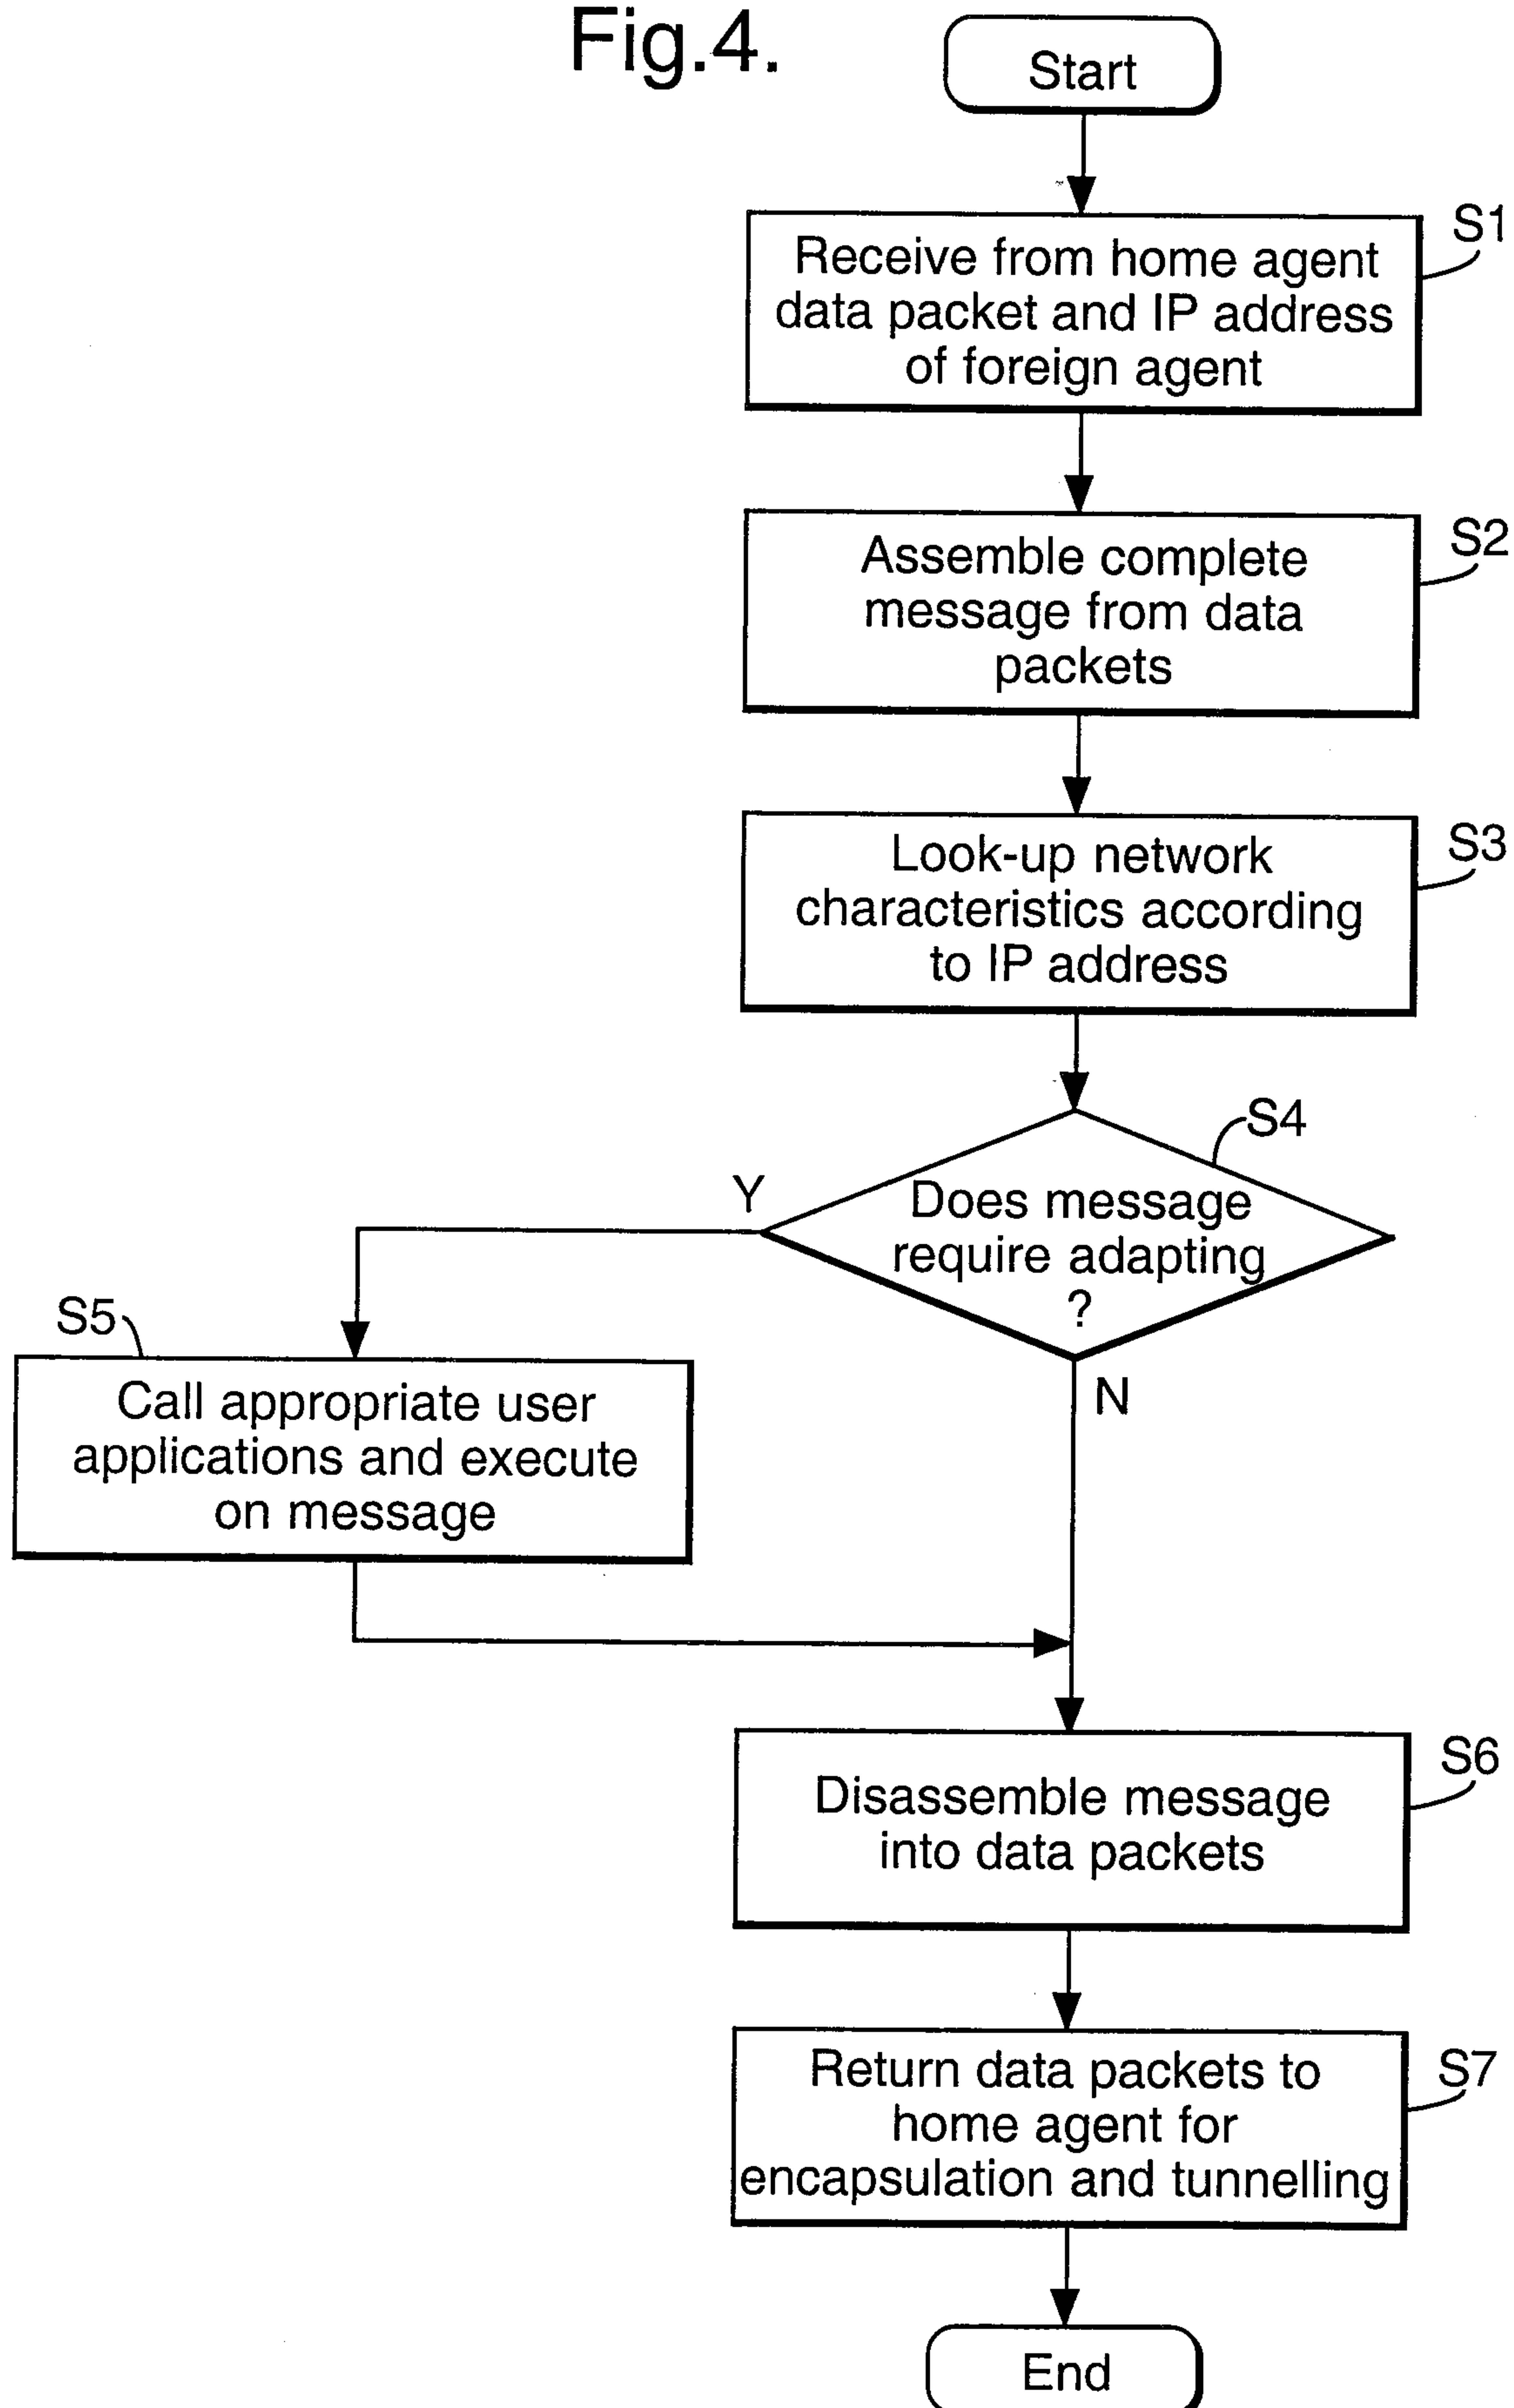 Fig.4.
Start
S1
Receive from home agent
data packet and IP address
of foreign agent
S2
Assemble complete
message from data
packets
S3
Look-up network
characteristics according
to IP address
S4
Does message
require adapting
?
Y
N
S5
Call appropriate user
applications and execute
on message
S6
Disassemble message
into data packets
S7
Return data packets to
home agent for
encapsulation and tunnelling
End